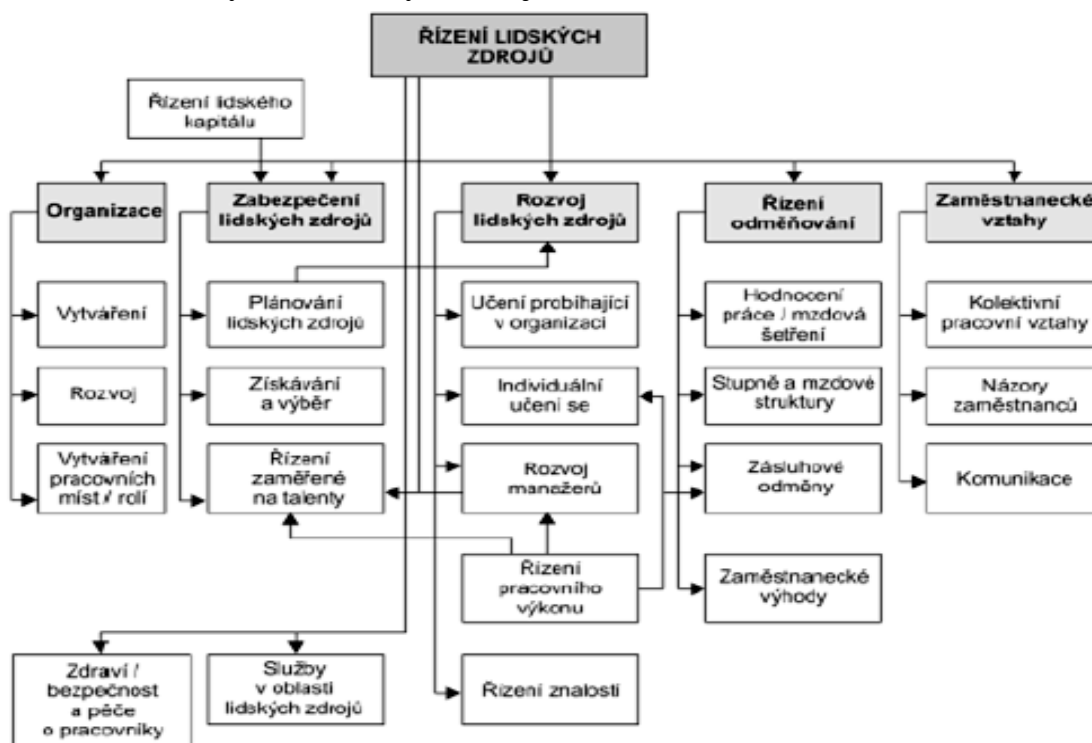 ŘÍZENÍ LIDSKÝCH
ZDROJŮ
Řízení lidského
kapitálu
Organizace
Zabezpečení
lidských zdrojů
Rozvoj
lidských zdrojů
Řízení
odměňování
Zaměstnanecké
vztahy
Vytváření
Plánování
lidských zdrojů
Učení probíhající
v organizaci
Hodnocení
práce / mzdová
šetření
Kolektivní
pracovní vztahy
Rozvoj
Získávání
a výběr
Individuální
učení se
Stupně a mzdové
struktury
Názory
zaměstnanců
Vytváření
pracovních
míst / rolí
Řízení
zaměřené
na talenty
Rozvoj
manažerů
Zásluhové
odměny
Komunikace
Řízení
pracovního
výkonu
Zaměstnanecké
výhody
Zdraví /
bezpečnost
a péče
o pracovníky
Služby
v oblasti
lidských zdrojů
Řízení znalostí